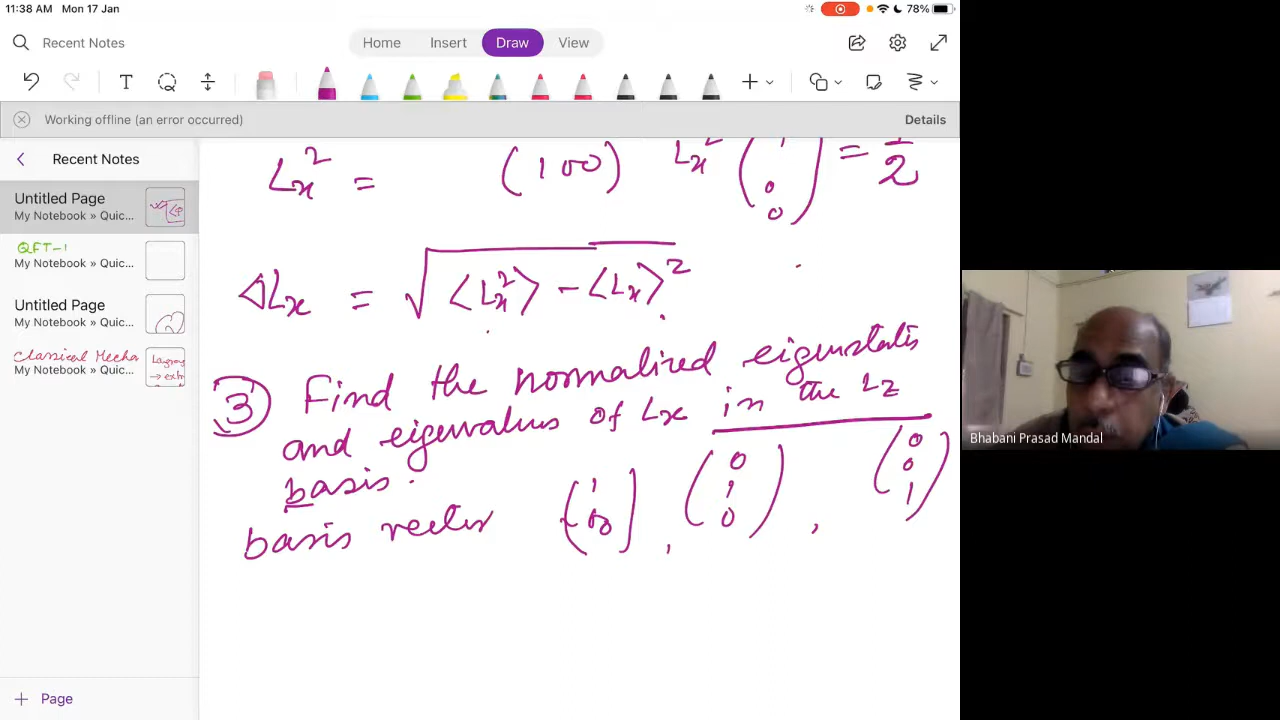 11:38 AM Mon 17 Jan
78%
Recent Notes
Home Insert Draw View
Working offline (an error occurred)
Details
Recent Notes
Untitled Page
My Notebook » Quic...
QFT-1
My Notebook » Quic...
Untitled Page
My Notebook » Quic...
Classical Mecha
My Notebook » Quic...
Page
Lx² = (1 0 0) Lx² (1 0 0) = 1/2
ΔLx = √⟨Lx²⟩ - ⟨Lx⟩²
③ Find the normalized eigenstates
and eigenvalues of Lx in the Lz
basis.
basis vector (1 0 0), (0 1 0), (0 0 1)
Bhabani Prasad Mandal